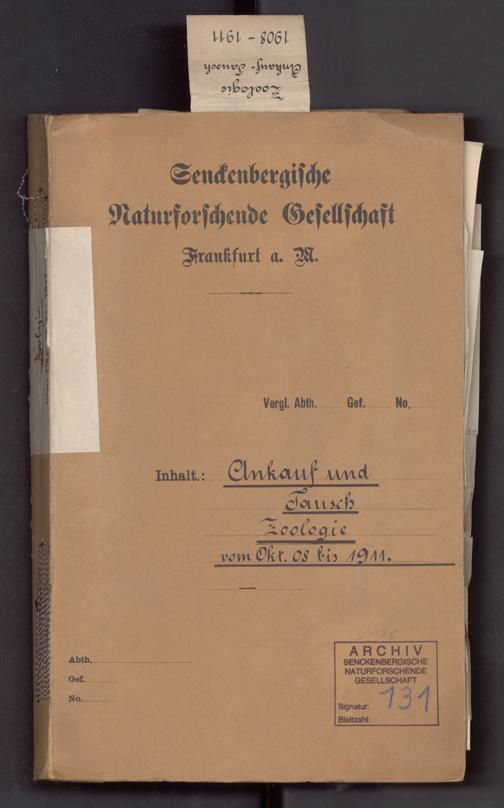 Zoologie
Ankauf-Tausch
1908 - 1911
Senckenbergische
Naturforschende Gesellschaft
Frankfurt a. M.
Vergl. Abth. Gef. No.
Inhalt.: Ankauf und
Tausch
Zoologie
vom Okt. 08 bis 1911.
Abth.
Gef.
No.
ARCHIV
SENCKENBERGISCHE
NATURFORSCHENDE
GESELLSCHAFT
Signatur: 131
Blattzahl:
Zoologie